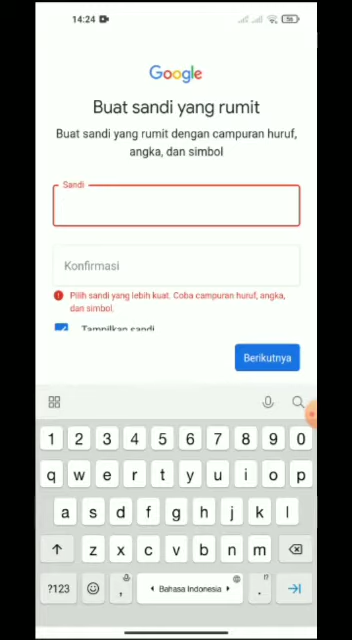 14:24
56
Google
Buat sandi yang rumit
Buat sandi yang rumit dengan campuran huruf,
angka, dan simbol
Sandi
Konfirmasi
Pilih sandi yang lebih kuat. Coba campuran huruf, angka,
dan simbol.
Tampilkan sandi
Berikutnya
1 2 3 4 5 6 7 8 9 0
q w e r t y u i o p
a s d f g h j k l
z x c v b n m
?123 , Bahasa Indonesia . !?